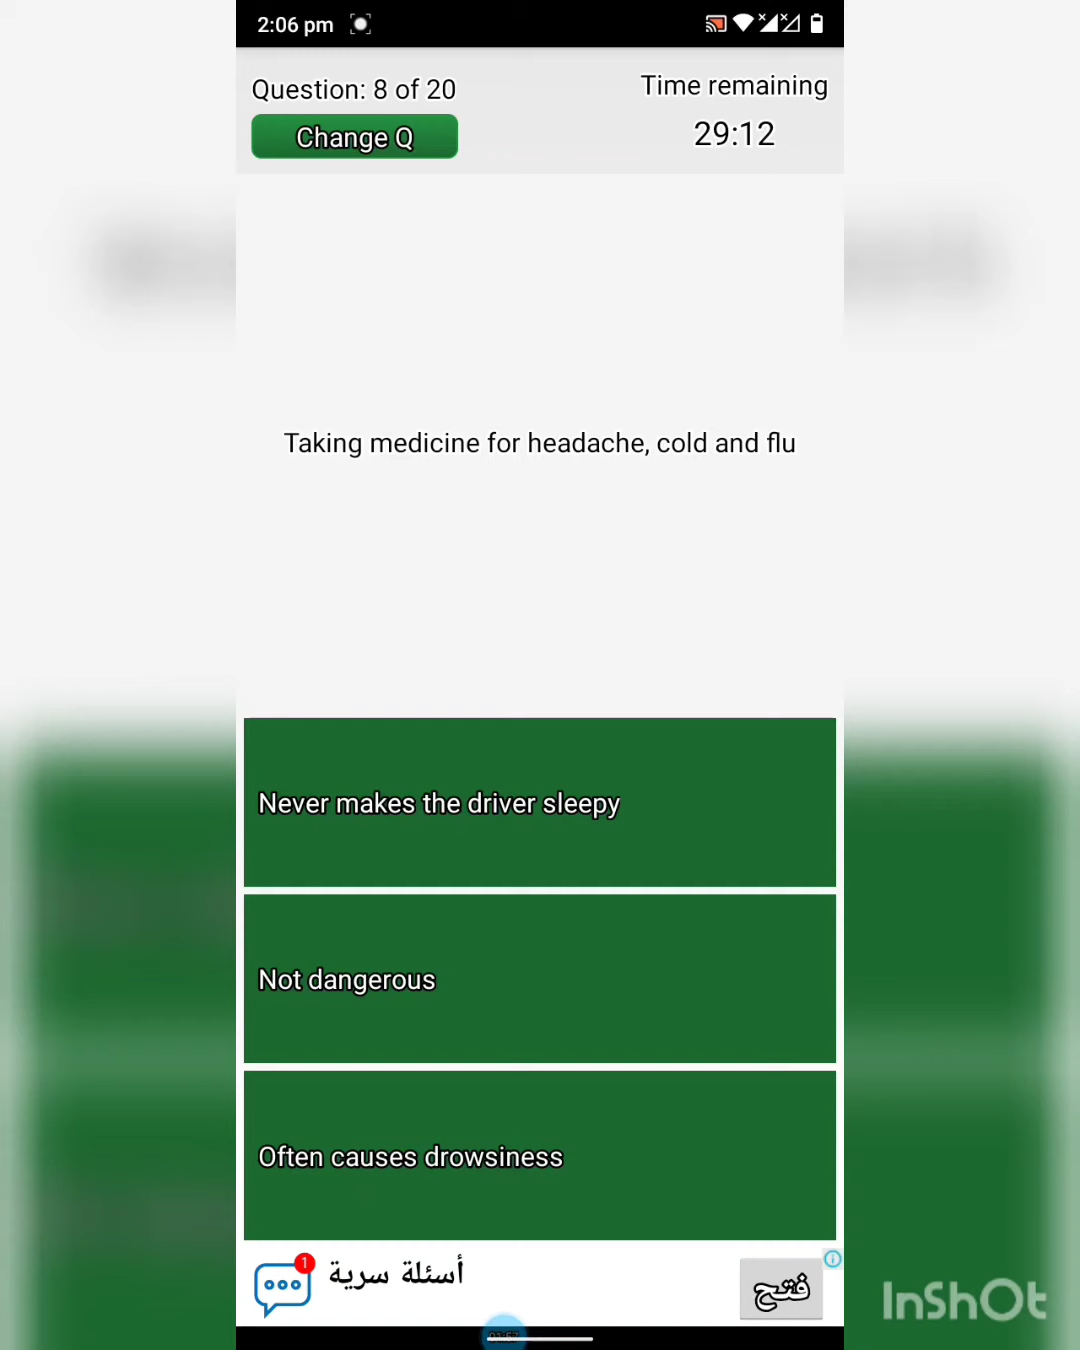 2:06 pm
Question: 8 of 20
Time remaining
Change Q
29:12
Taking medicine for headache, cold and flu
Never makes the driver sleepy
Not dangerous
Often causes drowsiness
1
أسئلة سرية
فتح
InShOt